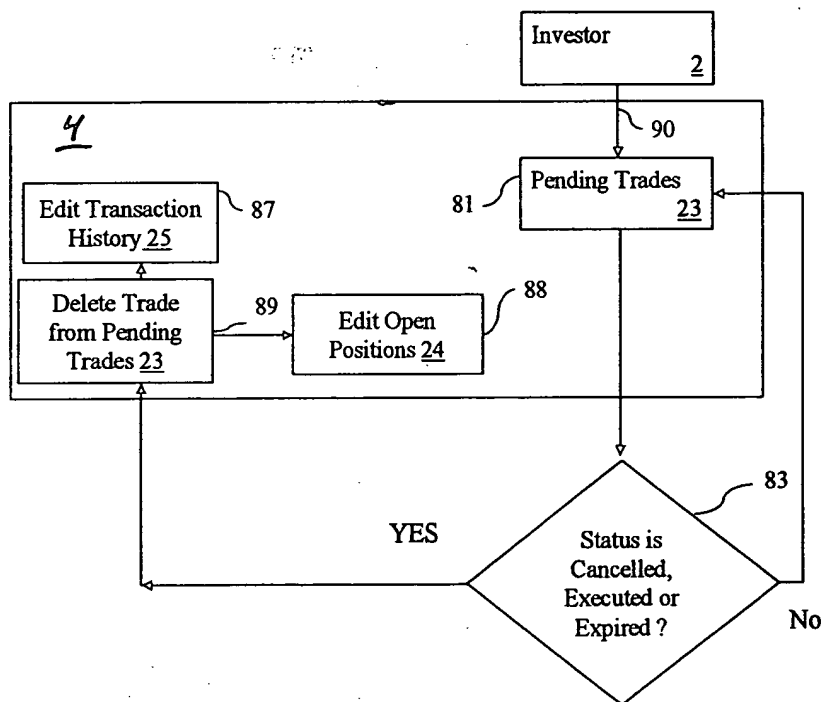 Investor
2
90
4
Pending Trades
23
81
Edit Transaction
History 25
87
Delete Trade
from Pending
Trades 23
89
Edit Open
Positions 24
88
83
YES
Status is
Cancelled,
Executed or
Expired ?
No